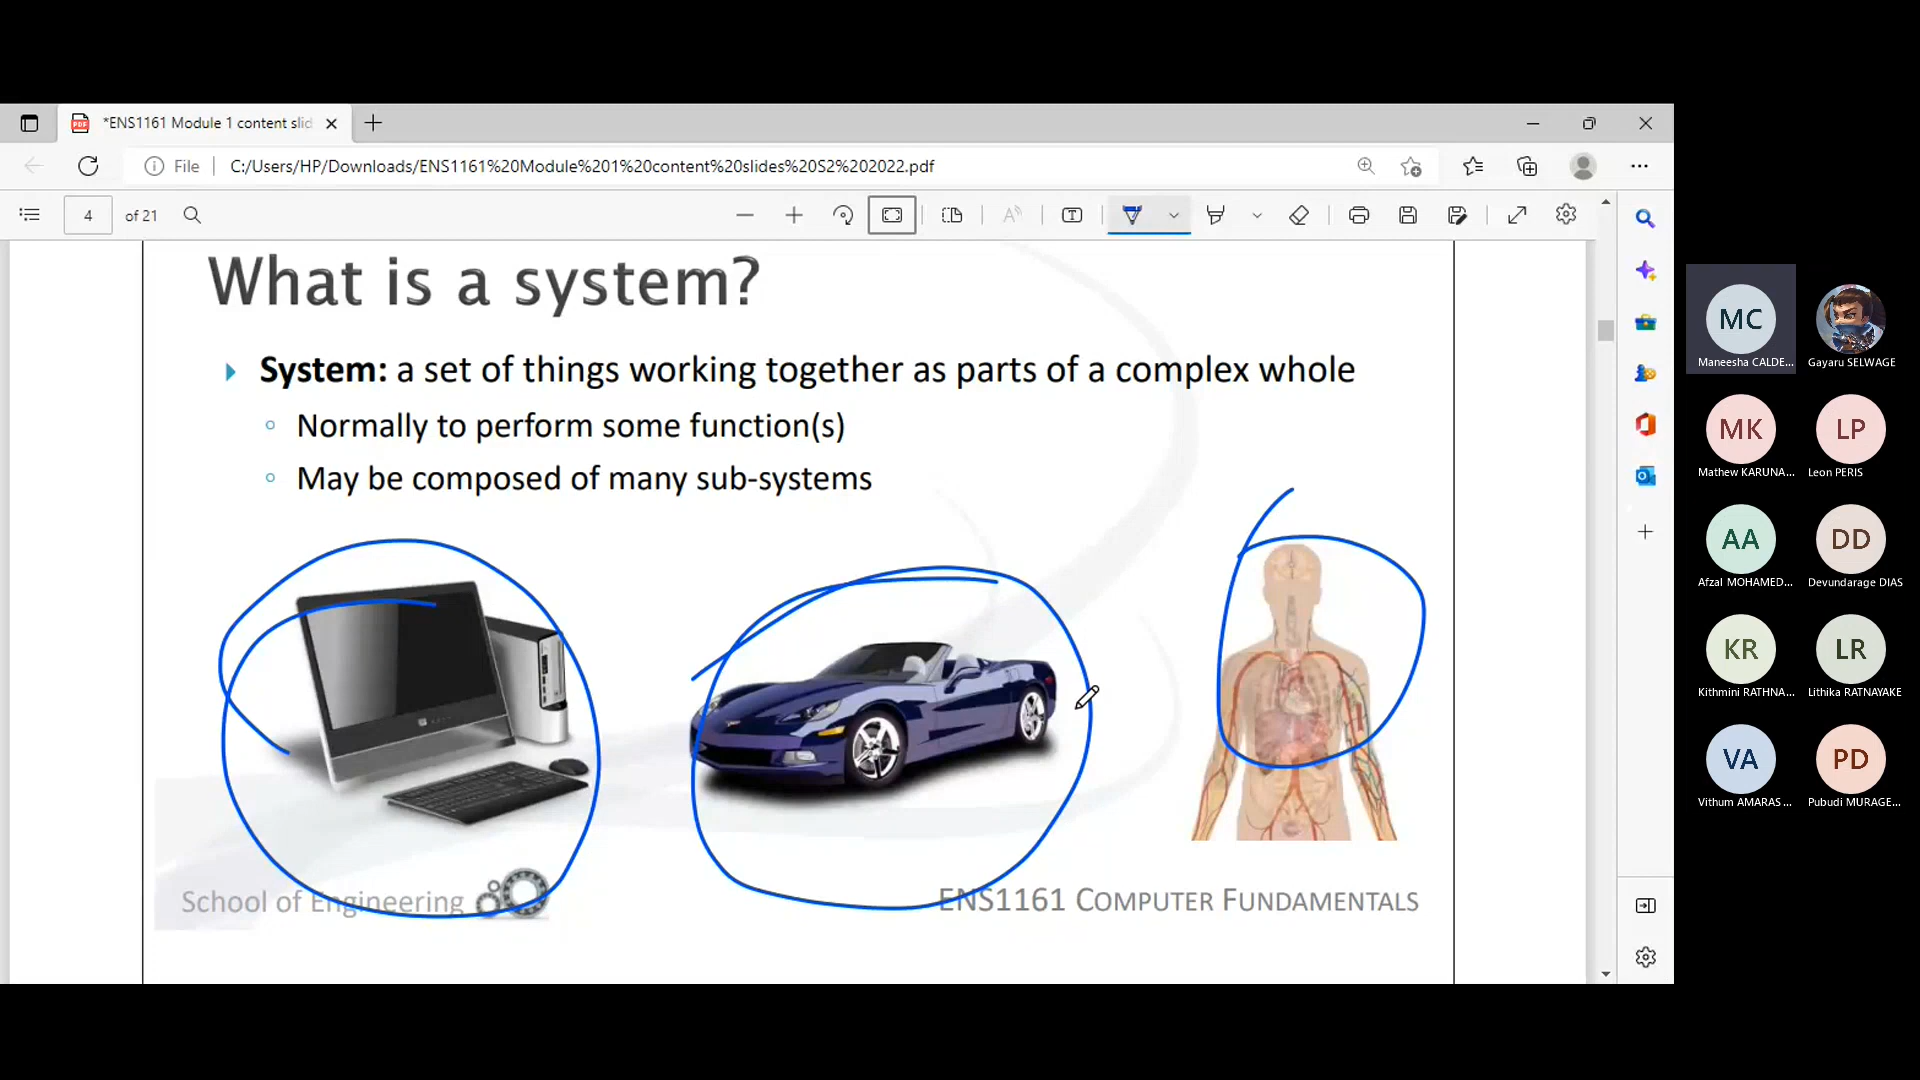 *ENS1161 Module 1 content slid
File
C:/Users/HP/Downloads/ENS1161%20Module%201%20content%20slides%20S2%202022.pdf
4 of 21
What is a system?
System: a set of things working together as parts of a complex whole
Normally to perform some function(s)
May be composed of many sub-systems
School of Engineering
ENS1161 COMPUTER FUNDAMENTALS
MC
Maneesha CALDE...
Gayaru SELWAGE
MK
LP
Mathew KARUNA...
Leon PERIS
AA
DD
Afzal MOHAMED...
Devundarage DIAS
KR
LR
Kithmini RATHNA...
Lithika RATNAYAKE
VA
PD
Vithum AMARAS...
Pubudi MURAGE...